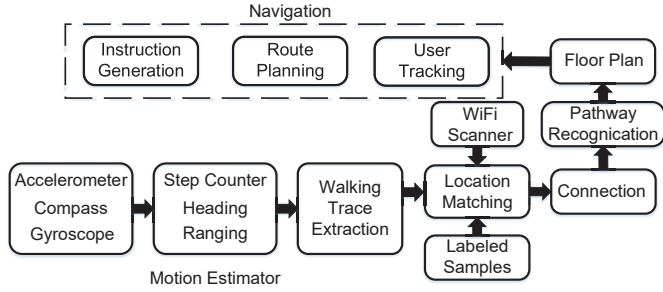 Navigation
Instruction
Generation
Route
Planning
User
Tracking
Floor Plan
WiFi
Scanner
Pathway
Recognication
Accelerometer
Compass
Gyroscope
Step Counter
Heading
Ranging
Walking
Trace
Extraction
Location
Matching
Connection
Labeled
Samples
Motion Estimator